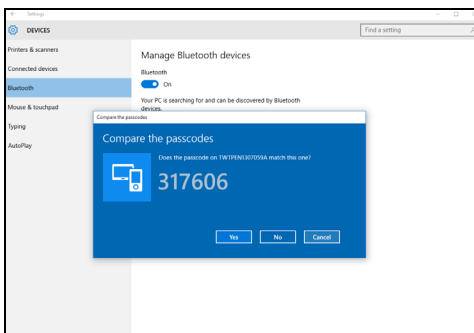 Settings
DEVICES
Find a setting
Printers & scanners
Connected devices
Bluetooth
Mouse & touchpad
Typing
AutoPlay
Manage Bluetooth devices
Bluetooth
On
Your PC is searching for and can be discovered by Bluetooth
devices.
Compare the passcodes
Compare the passcodes
Does the passcode on TWTPENI307D59A match this one?
317606
Yes
No
Cancel